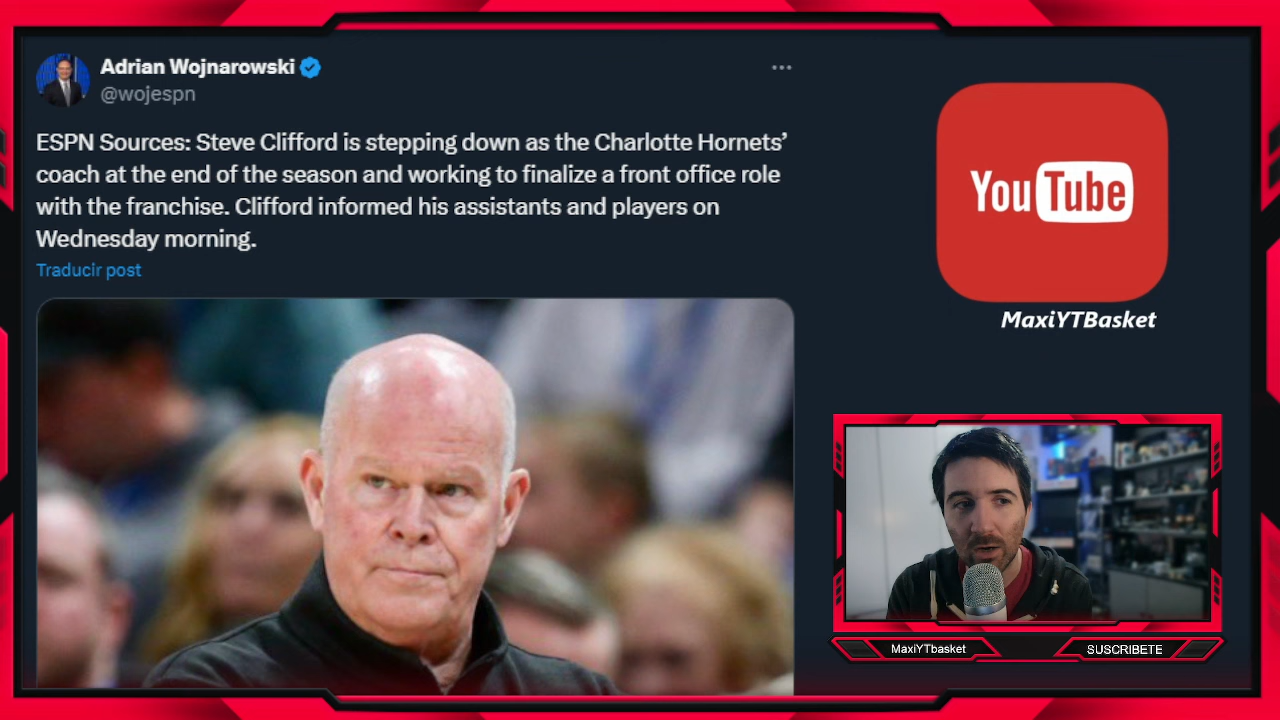 Adrian Wojnarowski
@wojespn
ESPN Sources: Steve Clifford is stepping down as the Charlotte Hornets’
coach at the end of the season and working to finalize a front office role
with the franchise. Clifford informed his assistants and players on
Wednesday morning.
Traducir post
YouTube
MaxiYTBasket
MaxiYTbasket
SUSCRIBETE